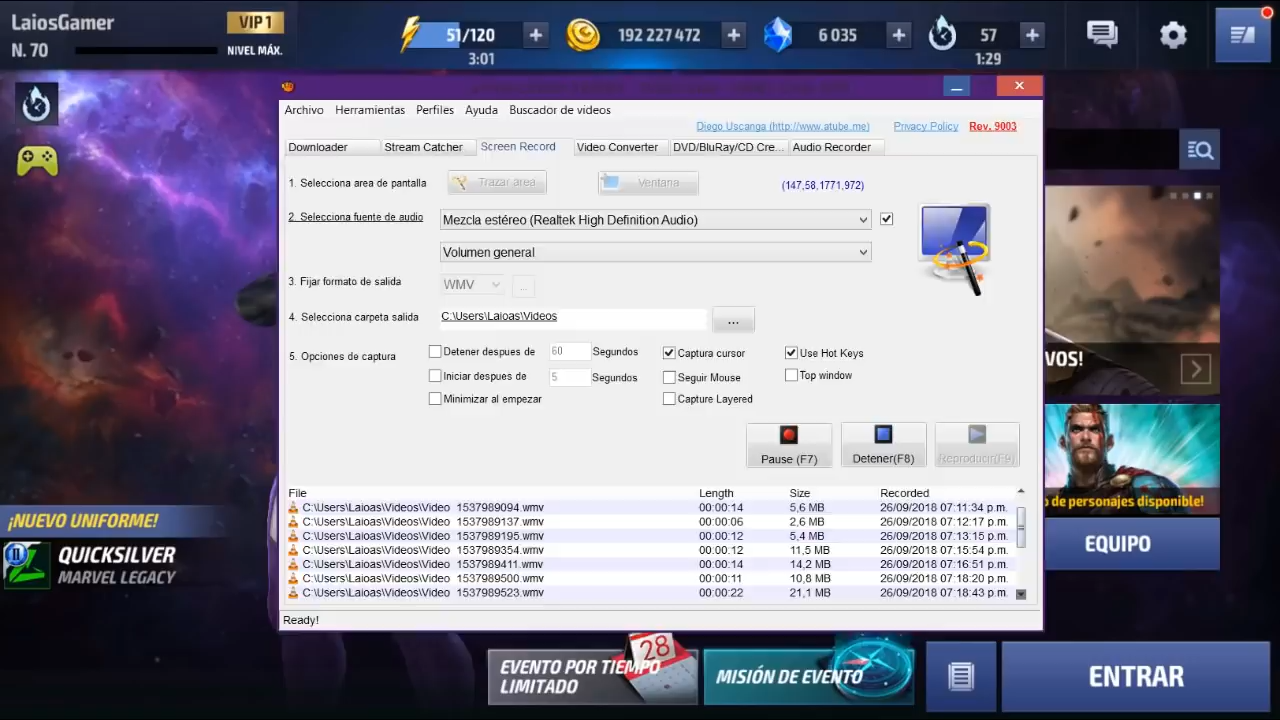 LaiosGamer
VIP 1
N. 70
NIVEL MÁX.
51/120
3:01
192 227 472
6 035
57
1:29
Archivo Herramientas Perfiles Ayuda Buscador de videos
Diego Uscanga (http://www.atube.me) Privacy Policy Rev. 9003
Downloader Stream Catcher Screen Record Video Converter DVD/BluRay/CD Cre... Audio Recorder
1. Selecciona area de pantalla Trazar area Ventana (147,58,1771,972)
2. Selecciona fuente de audio Mezcla estéreo (Realtek High Definition Audio)
Volumen general
3. Fijar formato de salida WMV ...
4. Selecciona carpeta salida C:\Users\Laioas\Videos ...
5. Opciones de captura
Detener despues de 60 Segundos Captura cursor Use Hot Keys
Iniciar despues de 5 Segundos Seguir Mouse Top window
Minimizar al empezar Capture Layered
Pause (F7) Detener(F8) Reproducir(F9)
File Length Size Recorded
C:\Users\Laioas\Videos\Video 1537989094.wmv 00:00:14 5,6 MB 26/09/2018 07:11:34 p.m.
C:\Users\Laioas\Videos\Video 1537989137.wmv 00:00:06 2,6 MB 26/09/2018 07:12:17 p.m.
C:\Users\Laioas\Videos\Video 1537989195.wmv 00:00:12 5,4 MB 26/09/2018 07:13:15 p.m.
C:\Users\Laioas\Videos\Video 1537989354.wmv 00:00:12 11,5 MB 26/09/2018 07:15:54 p.m.
C:\Users\Laioas\Videos\Video 1537989411.wmv 00:00:14 14,2 MB 26/09/2018 07:16:51 p.m.
C:\Users\Laioas\Videos\Video 1537989500.wmv 00:00:11 10,8 MB 26/09/2018 07:18:20 p.m.
C:\Users\Laioas\Videos\Video 1537989523.wmv 00:00:22 21,1 MB 26/09/2018 07:18:43 p.m.
Ready!
VOS!
o de personajes disponible!
EQUIPO
¡NUEVO UNIFORME!
QUICKSILVER
MARVEL LEGACY
28
EVENTO POR TIEMPO
LIMITADO
MISIÓN DE EVENTO
ENTRAR